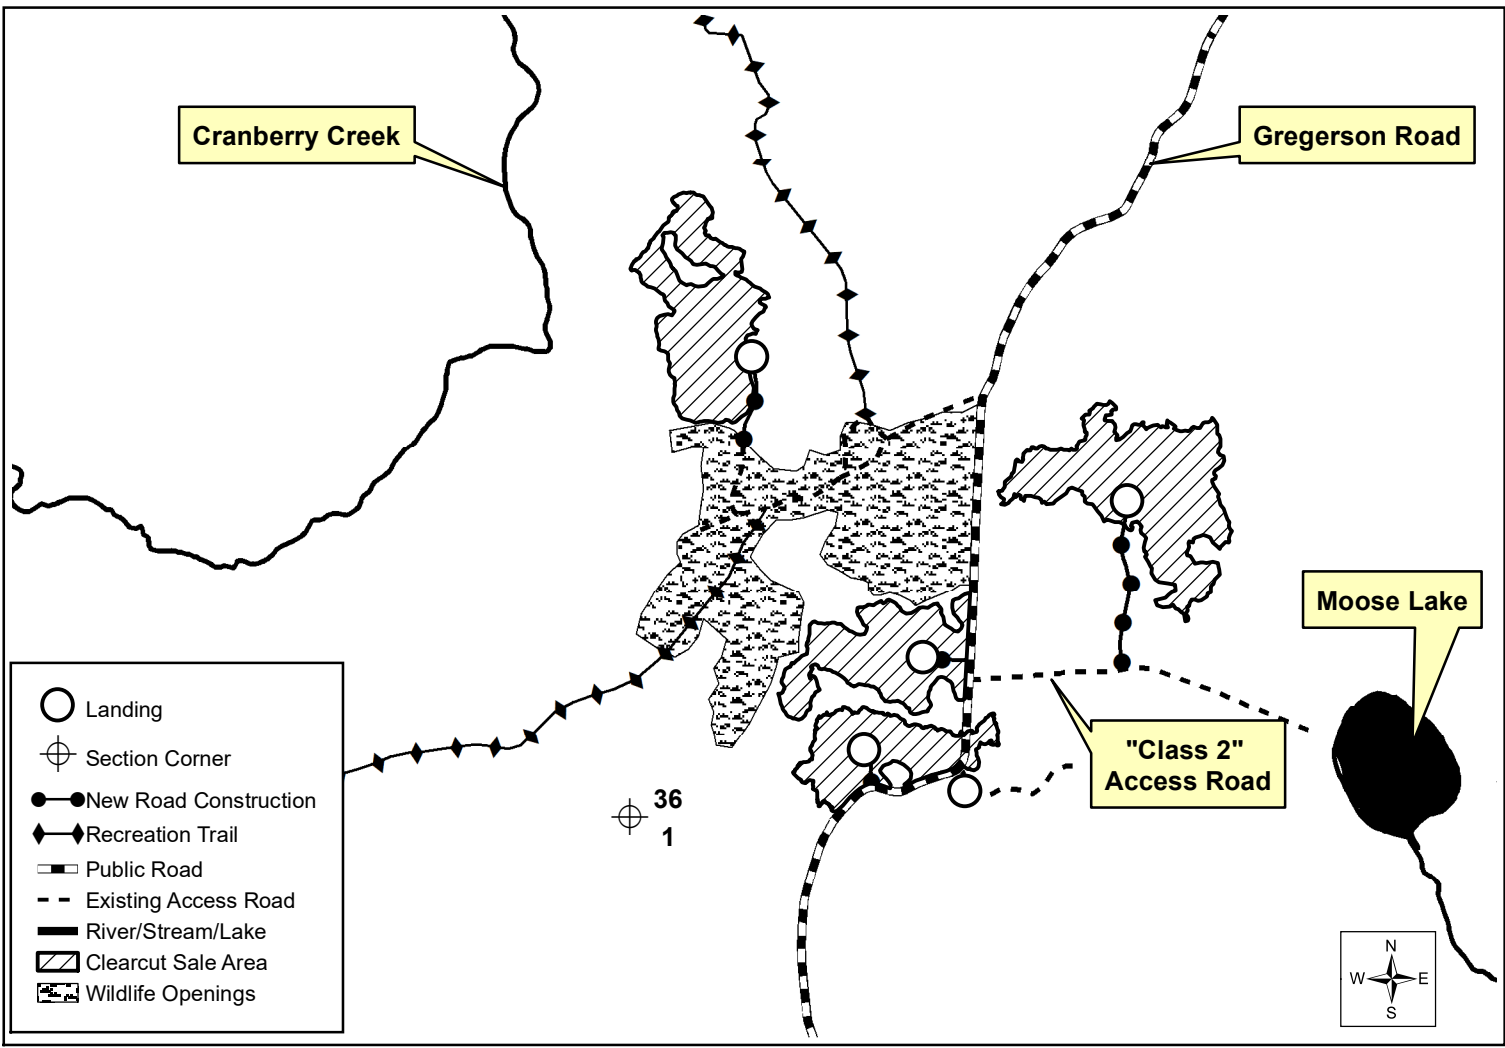 Cranberry Creek
Gregerson Road
Moose Lake
"Class 2"
Access Road
36
1
Landing
Section Corner
New Road Construction
Recreation Trail
Public Road
Existing Access Road
River/Stream/Lake
Clearcut Sale Area
Wildlife Openings
N
W E
S